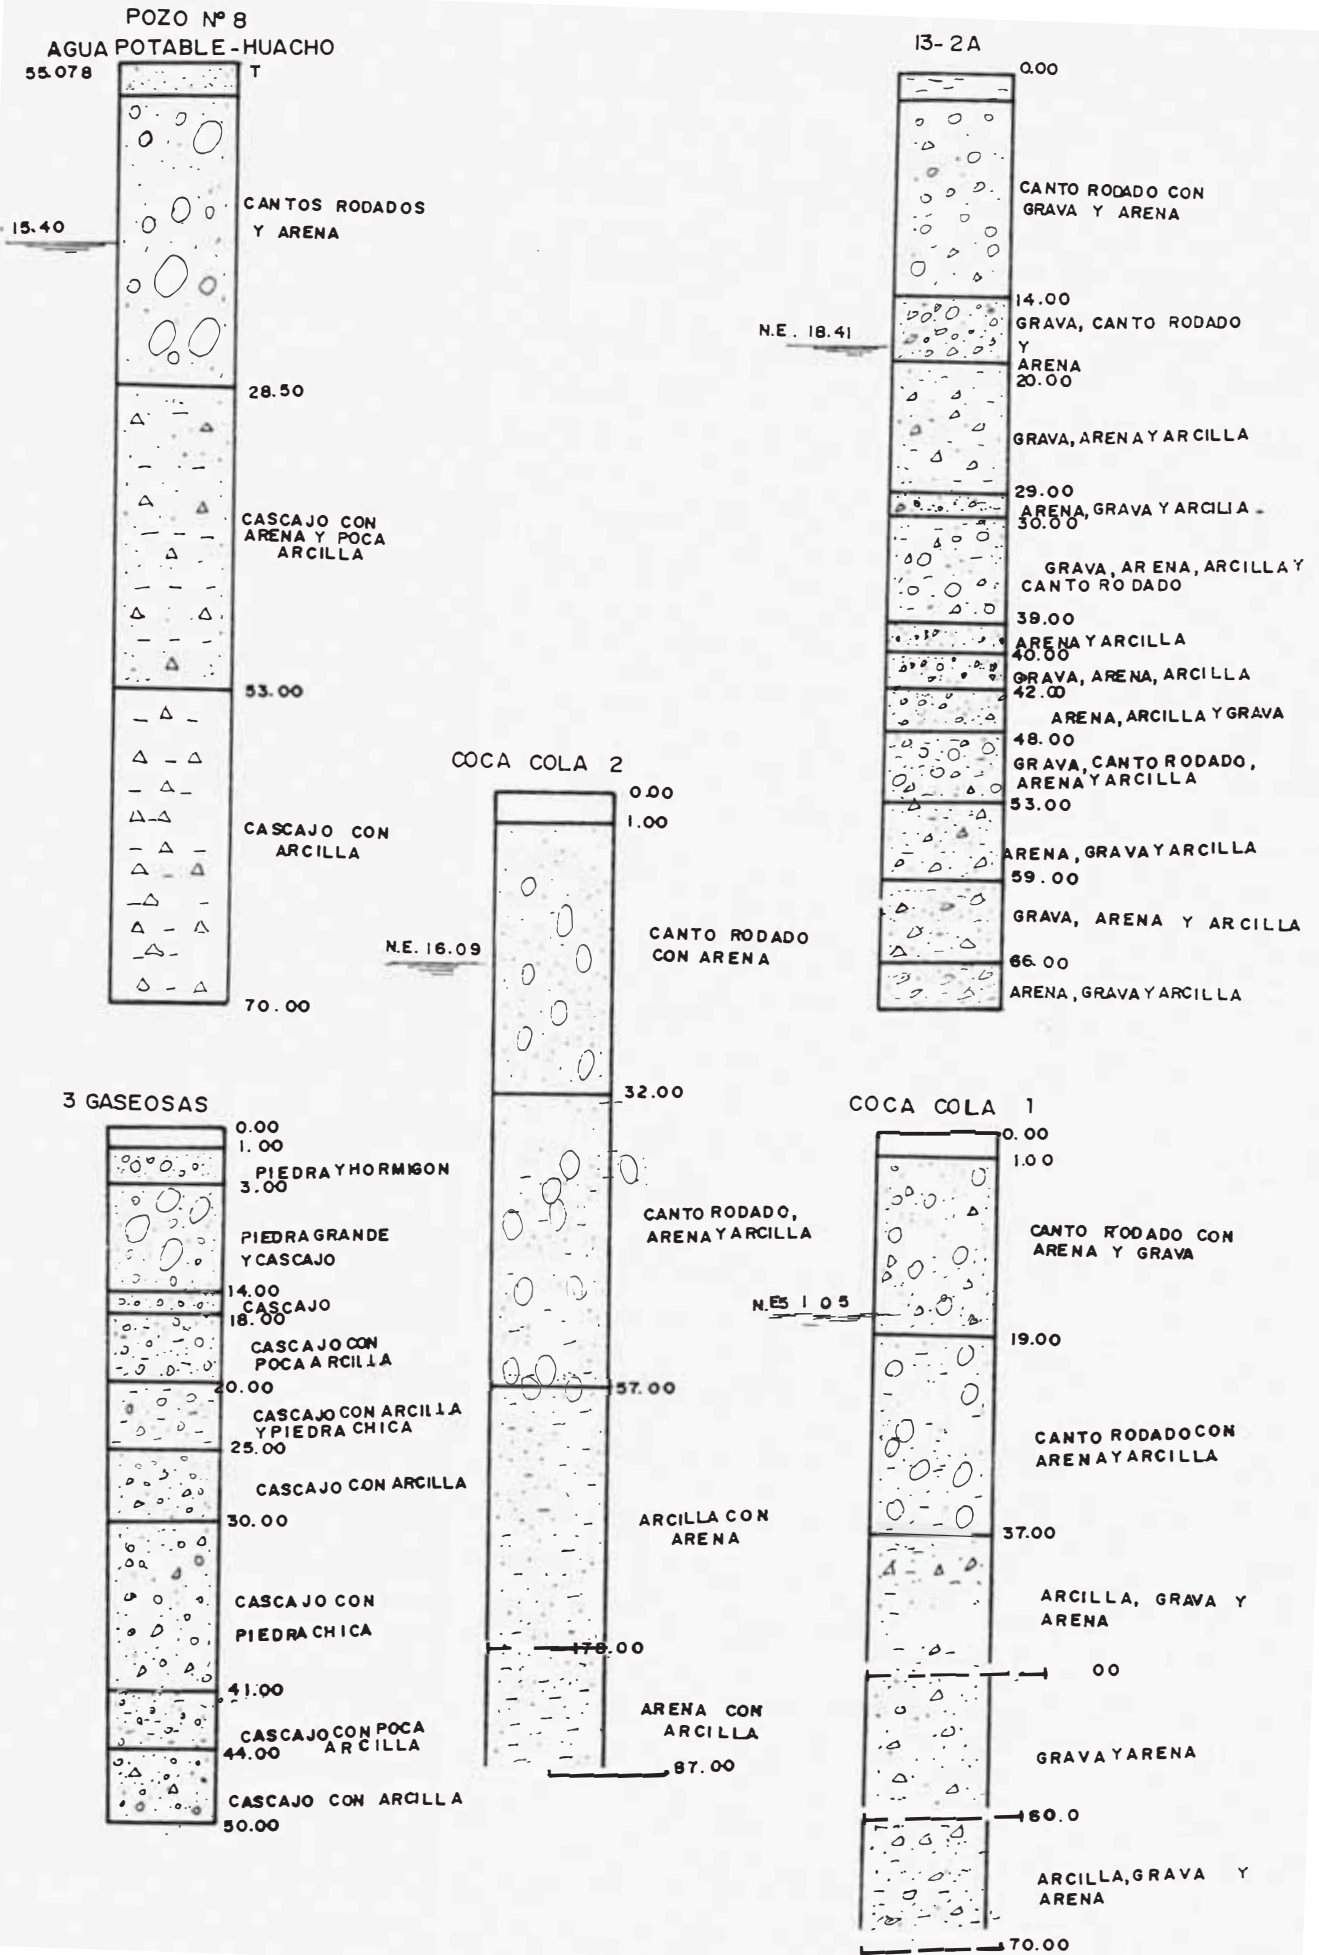 POZO Nº 8
AGUA POTABLE-HUACHO
55.078
T
CANTOS RODADOS
Y ARENA
15.40
28.50
CASCAJO CON
ARENA Y POCA
ARCILLA
53.00
CASCAJO CON
ARCILLA
70.00
13-2A
0.00
CANTO RODADO CON
GRAVA Y ARENA
14.00
GRAVA, CANTO RODADO
Y
ARENA
N.E. 18.41
20.00
GRAVA, ARENA Y ARCILLA
29.00
ARENA, GRAVA Y ARCILLA
30.00
GRAVA, ARENA, ARCILLA Y
CANTO RODADO
39.00
ARENA Y ARCILLA
40.00
GRAVA, ARENA, ARCILLA
42.00
ARENA, ARCILLA Y GRAVA
48.00
GRAVA, CANTO RODADO,
ARENA Y ARCILLA
53.00
ARENA, GRAVA Y ARCILLA
59.00
GRAVA, ARENA Y ARCILLA
66.00
ARENA, GRAVA Y ARCILLA
COCA COLA 2
0.00
1.00
CANTO RODADO
CON ARENA
N.E. 16.09
32.00
CANTO RODADO,
ARENA Y ARCILLA
57.00
ARCILLA CON
ARENA
78.00
ARENA CON
ARCILLA
87.00
3 GASEOSAS
0.00
1.00
PIEDRA Y HORMIGON
3.00
PIEDRA GRANDE
Y CASCAJO
14.00
CASCAJO
18.00
CASCAJO CON
POCA ARCILLA
20.00
CASCAJO CON ARCILLA
Y PIEDRA CHICA
25.00
CASCAJO CON ARCILLA
30.00
CASCAJO CON
PIEDRA CHICA
41.00
CASCAJO CON POCA
ARCILLA
44.00
CASCAJO CON ARCILLA
50.00
COCA COLA 1
0.00
1.00
CANTO RODADO CON
ARENA Y GRAVA
19.00
CANTO RODADO CON
ARENA Y ARCILLA
37.00
ARCILLA, GRAVA Y
ARENA
00
GRAVA Y ARENA
60.0
ARCILLA, GRAVA Y
ARENA
70.00